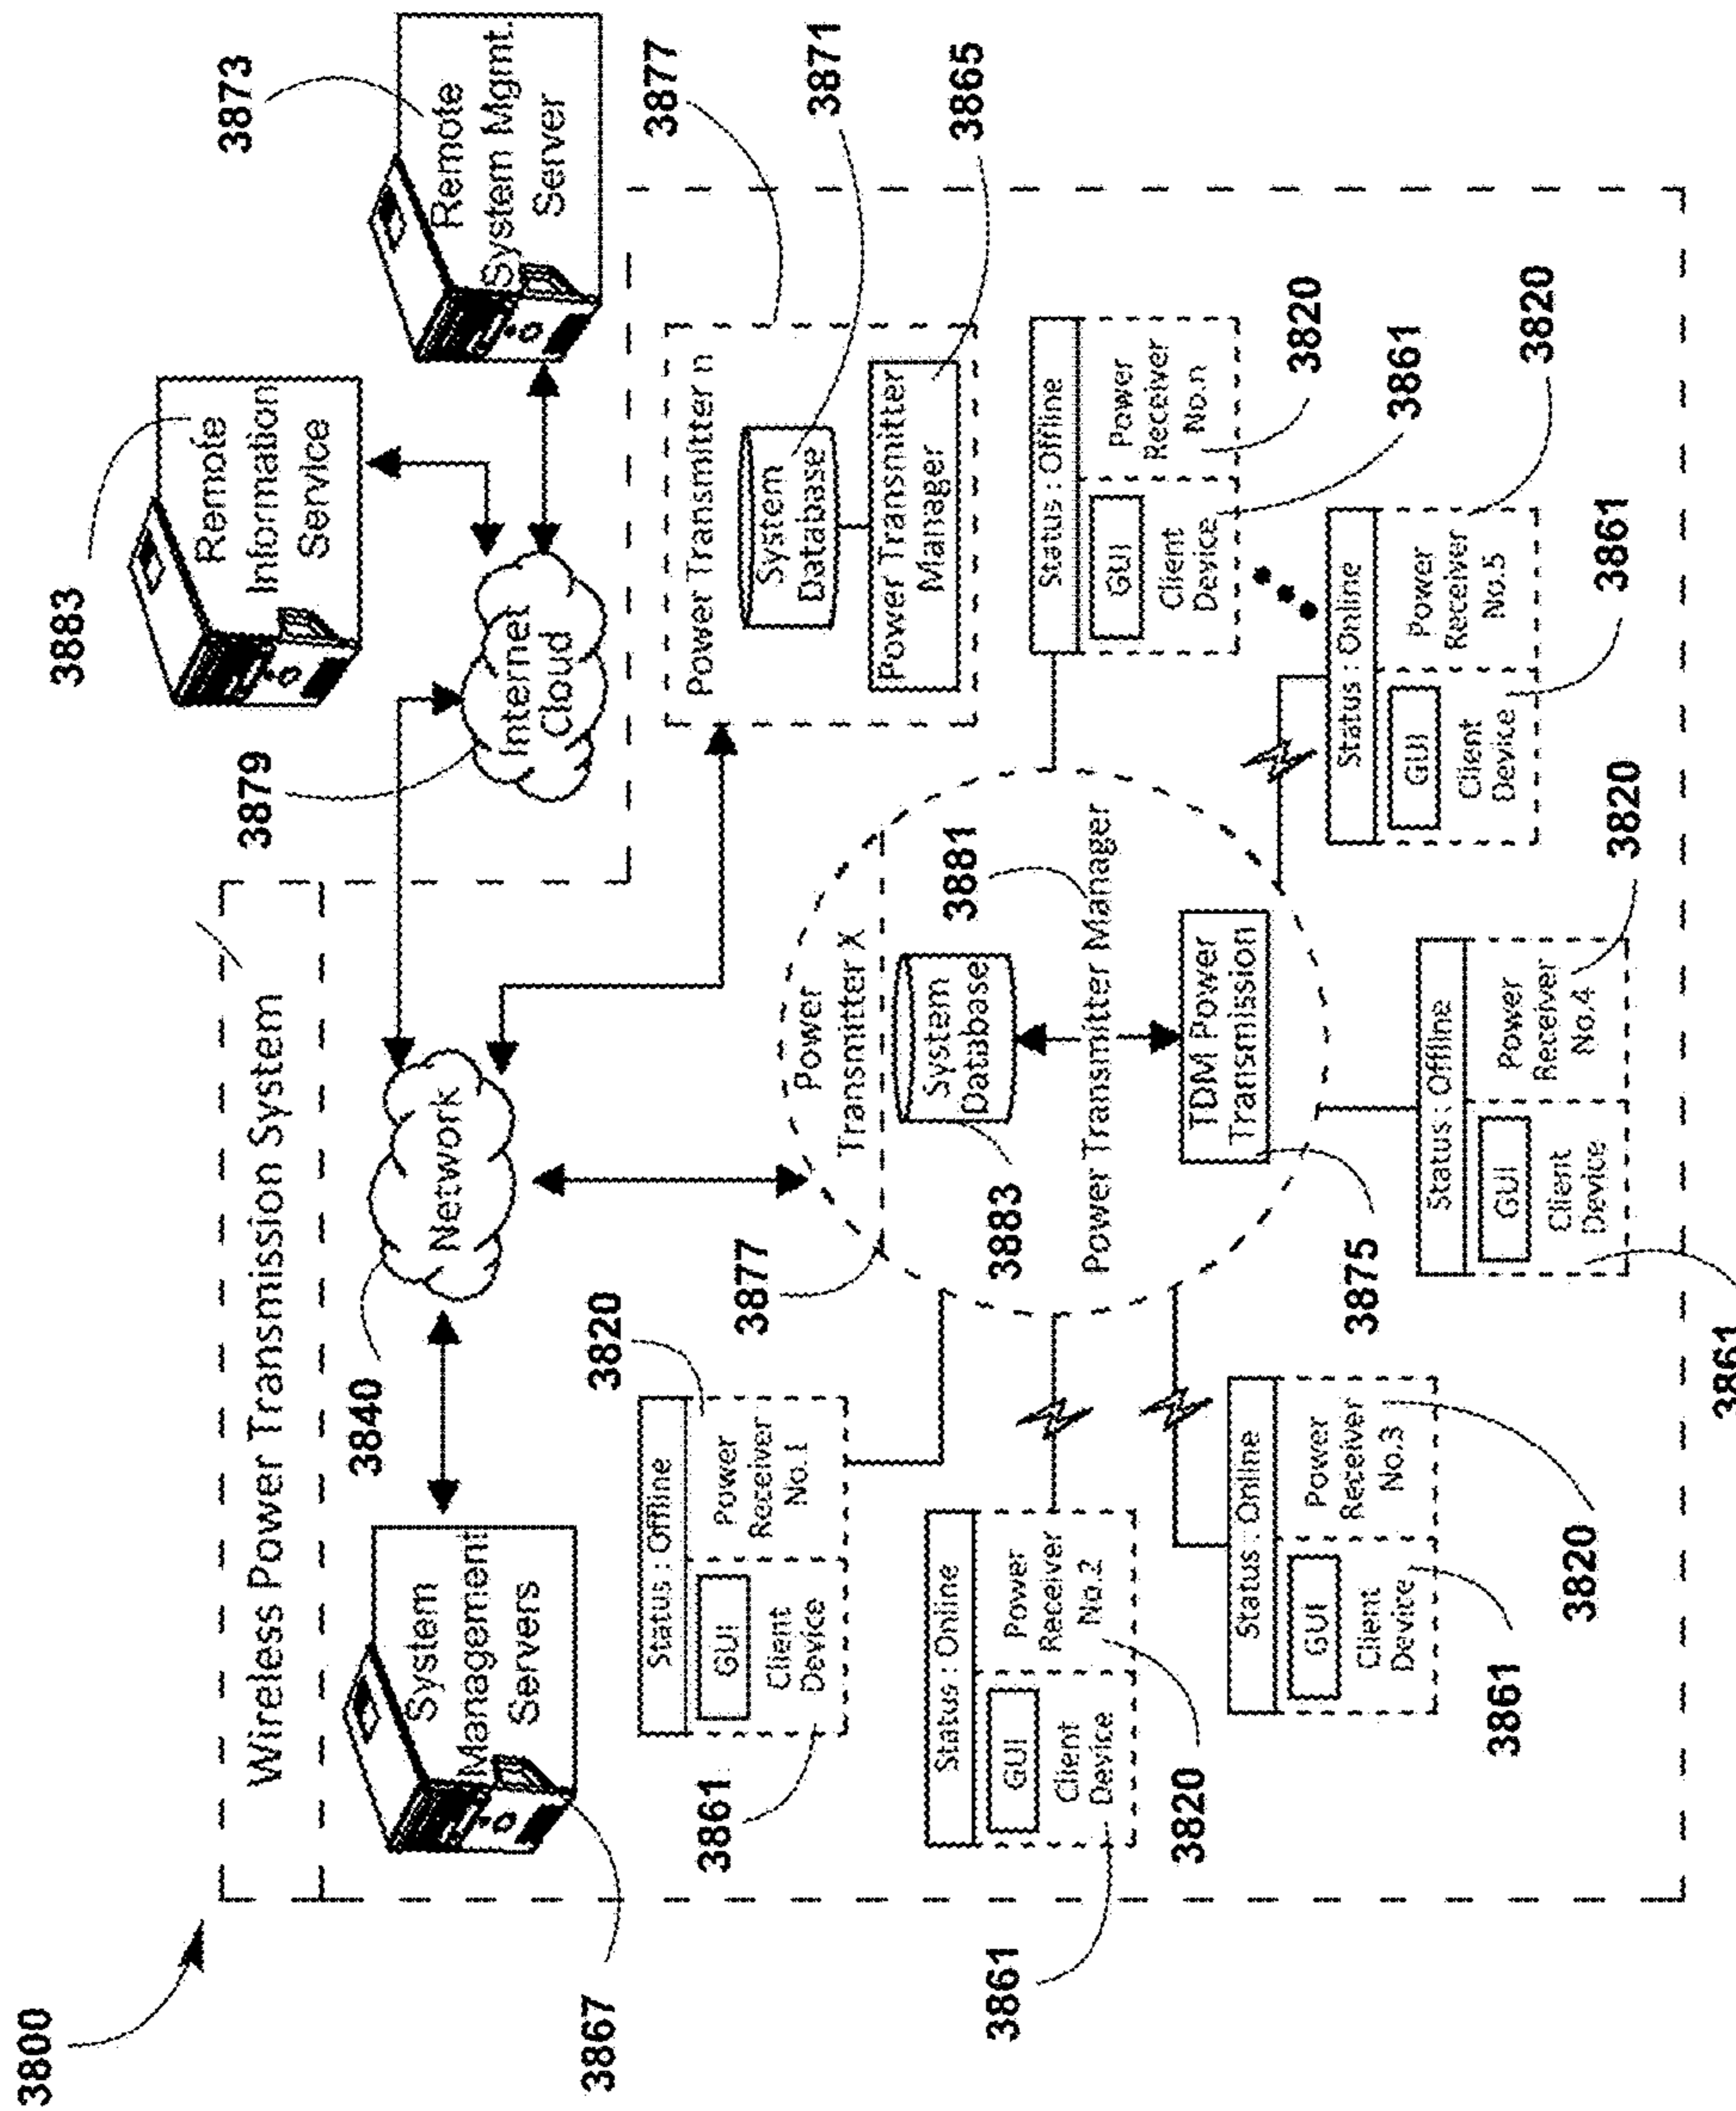 3800
Wireless Power Transmission System
3883
Remote
Information
Service
3873
Remote
System Mgmt.
Server
3867
System
Management
Servers
3840
Network
3879
Internet
Cloud
3877
Power Transmitter n
3871
System
Database
3865
Power Transmitter
Manager
3877
Power
Transmitter X
3883
System
Database
3881
Power Transmitter Manager
3875
TDM Power
Transmission
3861
3820
Status : Offline
GUI
Client
Device
Power
Receiver
No.1
3861
3820
Status : Online
GUI
Client
Device
Power
Receiver
No.2
3861
3820
Status : Online
GUI
Client
Device
Power
Receiver
No.3
3861
3820
Status : Offline
GUI
Client
Device
Power
Receiver
No.4
3861
3820
Status : Online
GUI
Client
Device
Power
Receiver
No.5
3861
3820
Status : Offline
GUI
Client
Device
Power
Receiver
No.n